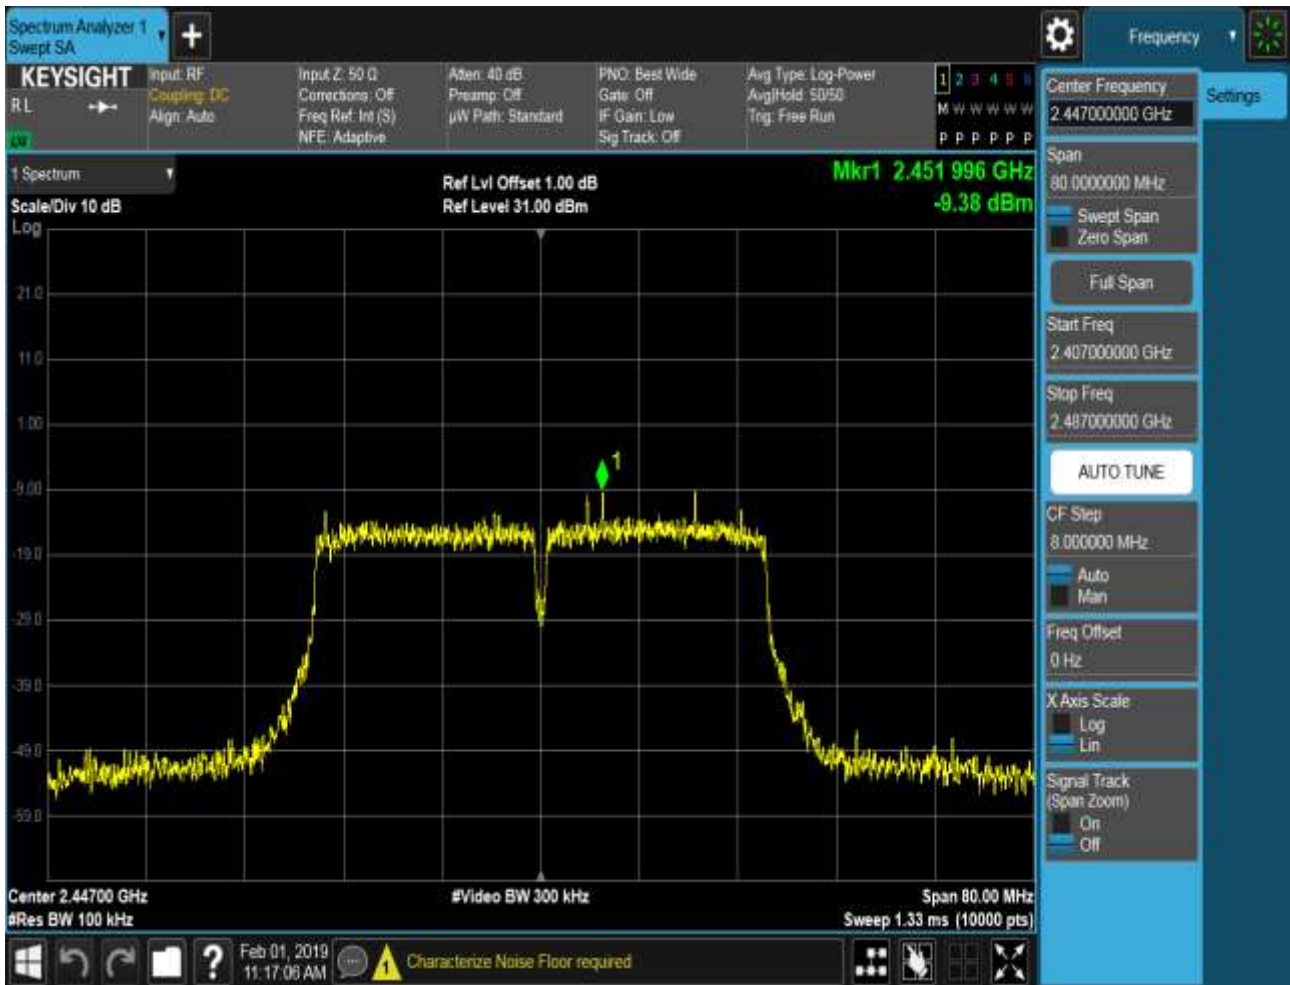 Spectrum Analyzer 1
Swept SA
+
Frequency
KEYSIGHT
R L
Input: RF
Coupling: DC
Align: Auto
Input Z: 50 Ω
Corrections: Off
Freq Ref: Int (S)
NFE: Adaptive
Atten: 40 dB
Preamp: Off
µW Path: Standard
PNO: Best Wide
Gate: Off
IF Gain: Low
Sig Track: Off
Avg Type: Log-Power
Avg|Hold: 50/50
Trig: Free Run
1 2 3 4 5 6
M W W W W W
P P P P P P
1 Spectrum
Scale/Div 10 dB
Log
Ref Lvl Offset 1.00 dB
Ref Level 31.00 dBm
Mkr1 2.451 996 GHz
-9.38 dBm
21.0
11.0
1.00
-9.00
-19.0
-29.0
-39.0
-49.0
-59.0
1
Center 2.44700 GHz
#Res BW 100 kHz
#Video BW 300 kHz
Span 80.00 MHz
Sweep 1.33 ms (10000 pts)
Center Frequency
2.447000000 GHz
Settings
Span
80.0000000 MHz
Swept Span
Zero Span
Full Span
Start Freq
2.407000000 GHz
Stop Freq
2.487000000 GHz
AUTO TUNE
CF Step
8.000000 MHz
Auto
Man
Freq Offset
0 Hz
X Axis Scale
Log
Lin
Signal Track
(Span Zoom)
On
Off
?
Feb 01, 2019
11:17:06 AM
1
Characterize Noise Floor required